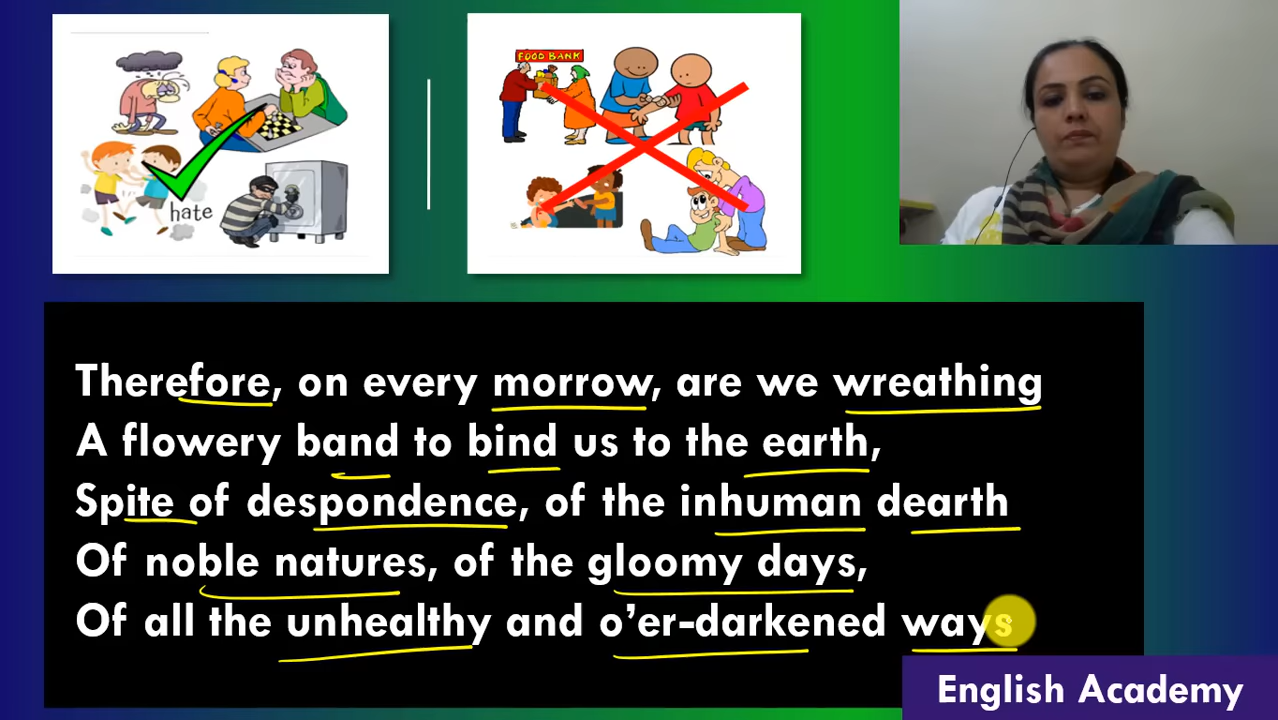 FOOD BANK
hate
Therefore, on every morrow, are we wreathing
A flowery band to bind us to the earth,
Spite of despondence, of the inhuman dearth
Of noble natures, of the gloomy days,
Of all the unhealthy and o’er-darkened ways
English Academy